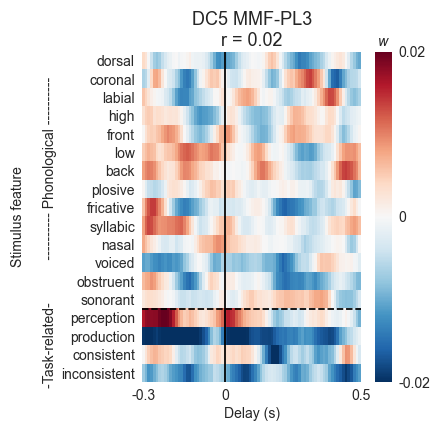 DC5 MMF-PL3
r = 0.02
w
Stimulus feature
---------- Phonological ----------
-Task-related-
dorsal
coronal
labial
high
front
low
back
plosive
fricative
syllabic
nasal
voiced
obstruent
sonorant
perception
production
consistent
inconsistent
0.02
0
-0.02
-0.3
0
0.5
Delay (s)